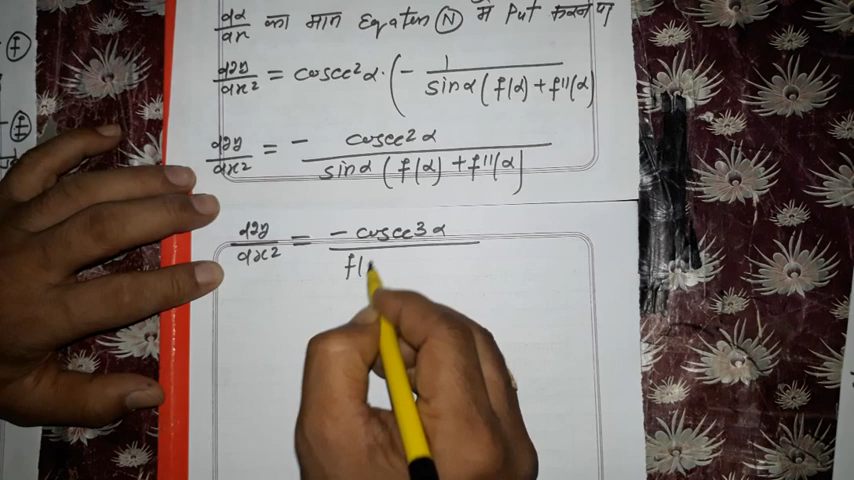 dα/dx का मान Equation (N) में Put करने पर
d2y/dx2 = cosec2α · (- 1/sinα(f(α) + f''(α)
d2y/dx2 = - cosec2α/sinα(f(α) + f''(α)
d2y/dx2 = -cosec3α/f(